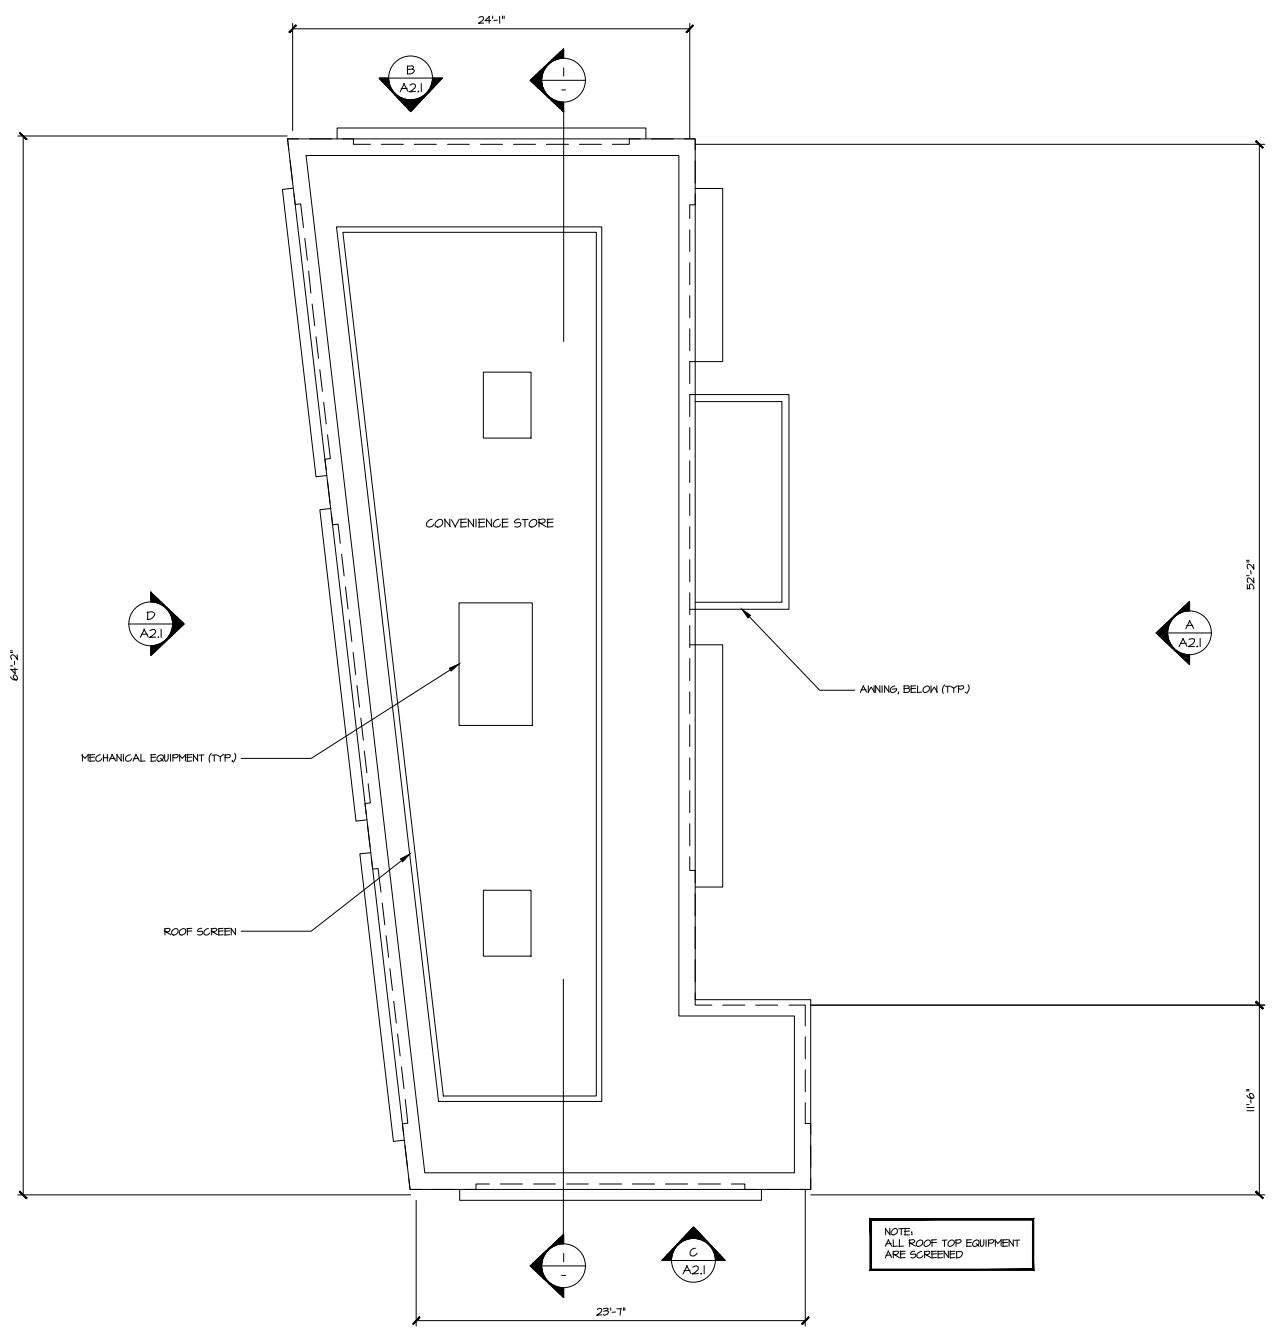 24'-1"
B
A2.1
1
-
CONVENIENCE STORE
52'-2"
D
A2.1
A
A2.1
64'-2"
AWNING, BELOW (TYP.)
MECHANICAL EQUIPMENT (TYP.)
ROOF SCREEN
11'-6"
NOTE:
ALL ROOF TOP EQUIPMENT
ARE SCREENED
1
-
C
A2.1
23'-7"